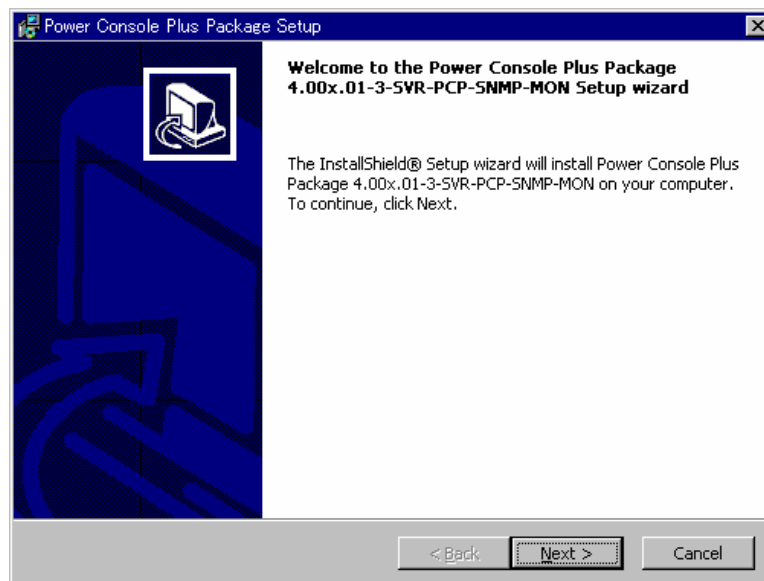 Power Console Plus Package Setup
Welcome to the Power Console Plus Package
4.00x.01-3-SVR-PCP-SNMP-MON Setup wizard
The InstallShield® Setup wizard will install Power Console Plus
Package 4.00x.01-3-SVR-PCP-SNMP-MON on your computer.
To continue, click Next.
< Back
Next >
Cancel